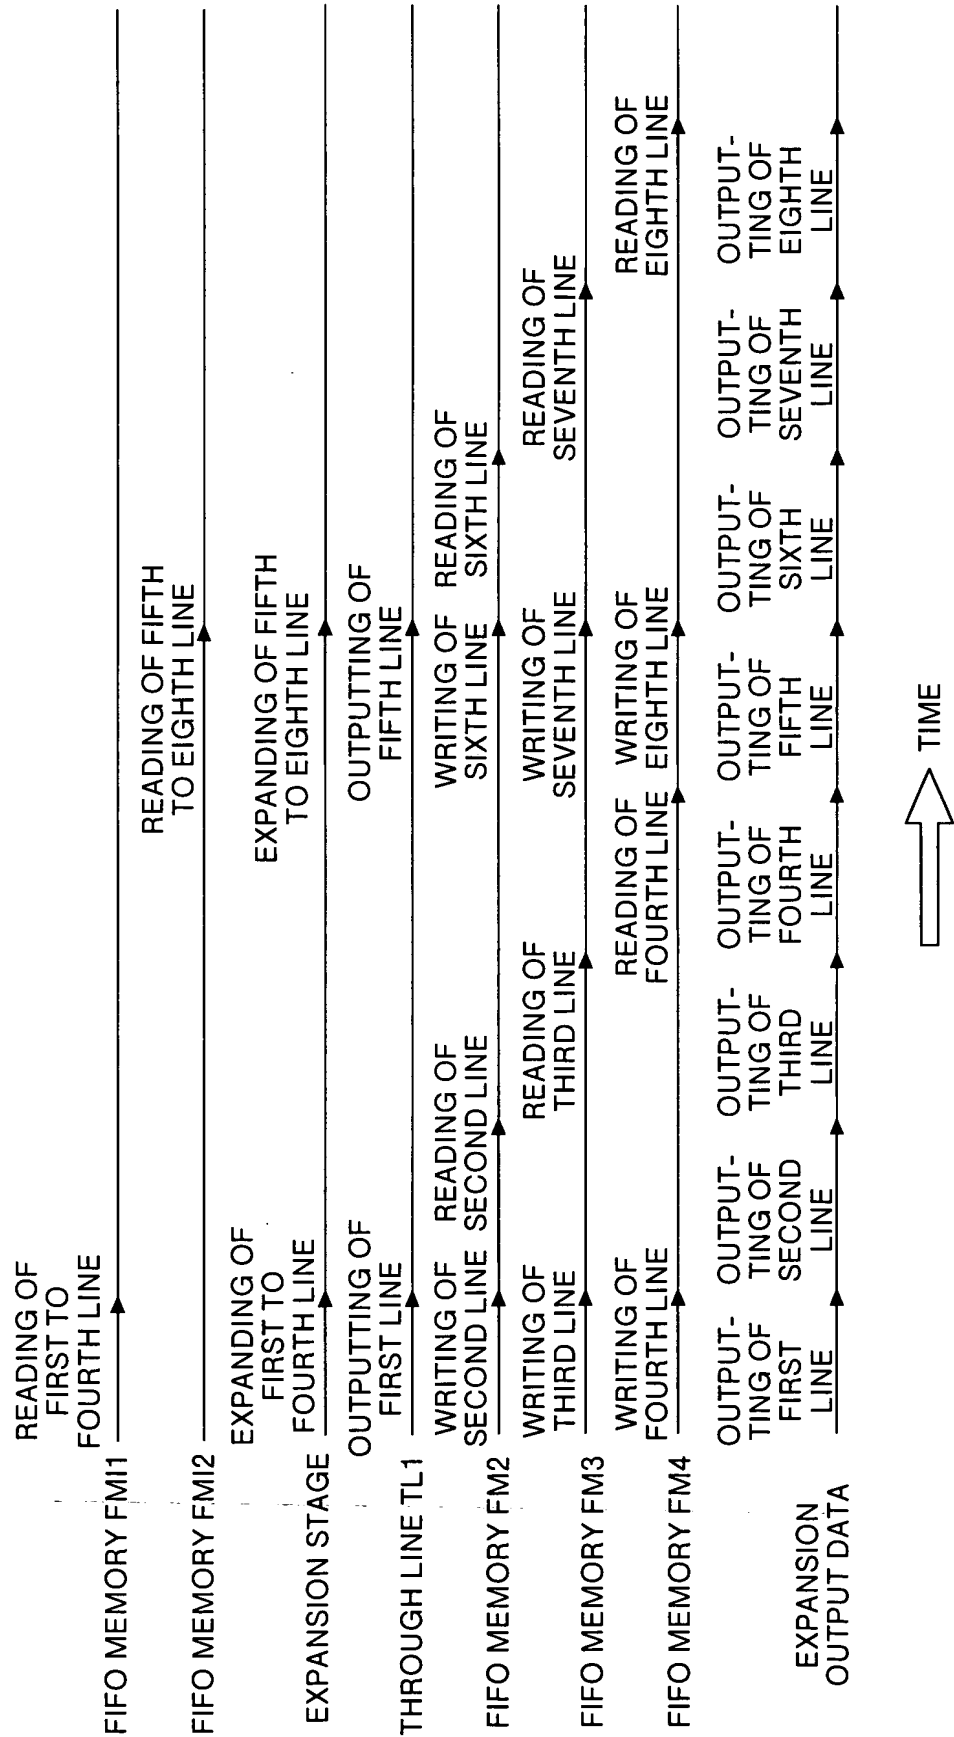 FIFO MEMORY FMI1
READING OF
FIRST TO
FOURTH LINE
FIFO MEMORY FMI2
READING OF FIFTH
TO EIGHTH LINE
EXPANSION STAGE
EXPANDING OF
FIRST TO
FOURTH LINE
EXPANDING OF FIFTH
TO EIGHTH LINE
THROUGH LINE TL1
OUTPUTTING OF
FIRST LINE
OUTPUTTING OF
FIFTH LINE
FIFO MEMORY FM2
WRITING OF
SECOND LINE
READING OF
SECOND LINE
WRITING OF
SIXTH LINE
READING OF
SIXTH LINE
FIFO MEMORY FM3
WRITING OF
THIRD LINE
READING OF
THIRD LINE
WRITING OF
SEVENTH LINE
READING OF
SEVENTH LINE
FIFO MEMORY FM4
WRITING OF
FOURTH LINE
READING OF
FOURTH LINE
WRITING OF
EIGHTH LINE
READING OF
EIGHTH LINE
EXPANSION
OUTPUT DATA
OUTPUT-
TING OF
FIRST
LINE
OUTPUT-
TING OF
SECOND
LINE
OUTPUT-
TING OF
THIRD
LINE
OUTPUT-
TING OF
FOURTH
LINE
OUTPUT-
TING OF
FIFTH
LINE
OUTPUT-
TING OF
SIXTH
LINE
OUTPUT-
TING OF
SEVENTH
LINE
OUTPUT-
TING OF
EIGHTH
LINE
TIME